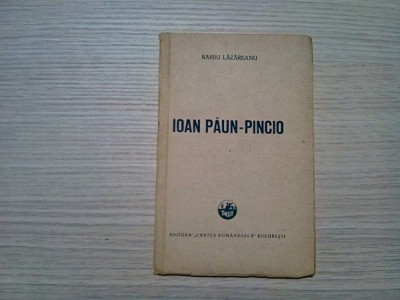 BARBU LĂZĂREANU
IOAN PĂUN-PINCIO
EDITURA „CARTEA ROMÂNEASCĂ” BUCUREȘTI